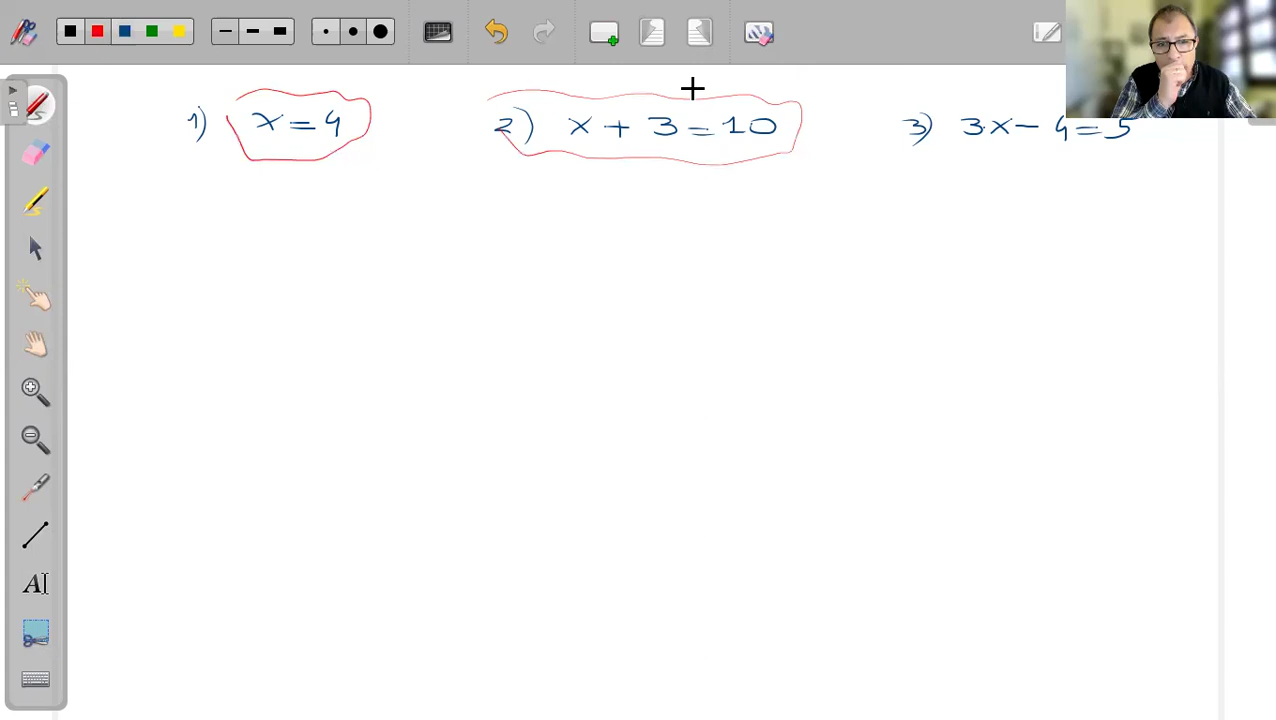 1) x = 4 2) x + 3 = 10 3) 3x - 4 = 5
A